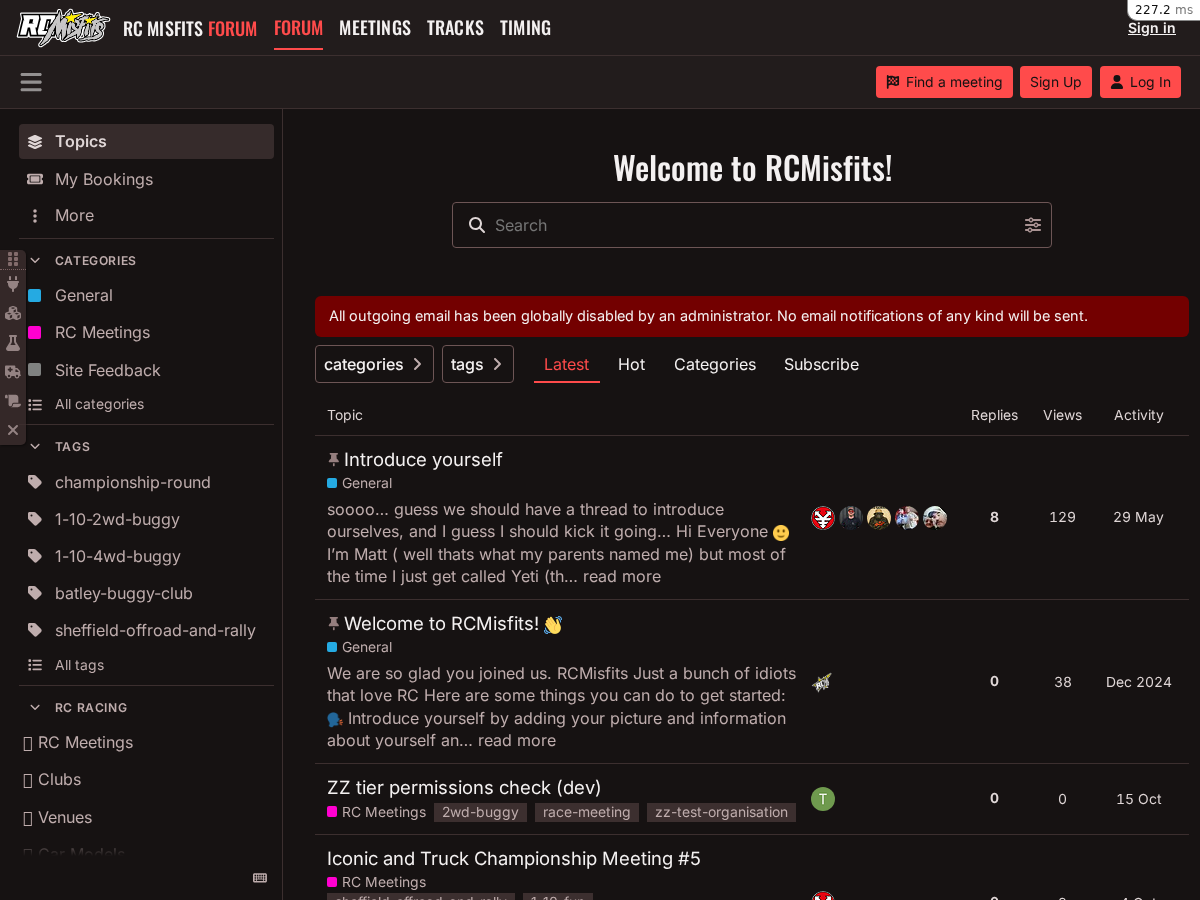 227.2 ms
RCMisfits
RC MISFITS FORUM
FORUM
MEETINGS
TRACKS
TIMING
Sign in
Find a meeting
Sign Up
Log In
Topics
My Bookings
More
CATEGORIES
General
RC Meetings
Site Feedback
All categories
TAGS
championship-round
1-10-2wd-buggy
1-10-4wd-buggy
batley-buggy-club
sheffield-offroad-and-rally
All tags
RC RACING
RC Meetings
Clubs
Venues
Car Models
Welcome to RCMisfits!
Search
All outgoing email has been globally disabled by an administrator. No email notifications of any kind will be sent.
categories
tags
Latest
Hot
Categories
Subscribe
Topic Replies Views Activity
Introduce yourself
General
soooo… guess we should have a thread to introduce
ourselves, and I guess I should kick it going… Hi Everyone 🙂
I’m Matt ( well thats what my parents named me) but most of
the time I just get called Yeti (th… read more
8 129 29 May
Welcome to RCMisfits! 👋
General
We are so glad you joined us. RCMisfits Just a bunch of idiots
that love RC Here are some things you can do to get started:
🗣 Introduce yourself by adding your picture and information
about yourself an… read more
0 38 Dec 2024
ZZ tier permissions check (dev)
RC Meetings 2wd-buggy race-meeting zz-test-organisation
T
0 0 15 Oct
Iconic and Truck Championship Meeting #5
RC Meetings
sheffield-offroad-and-rally